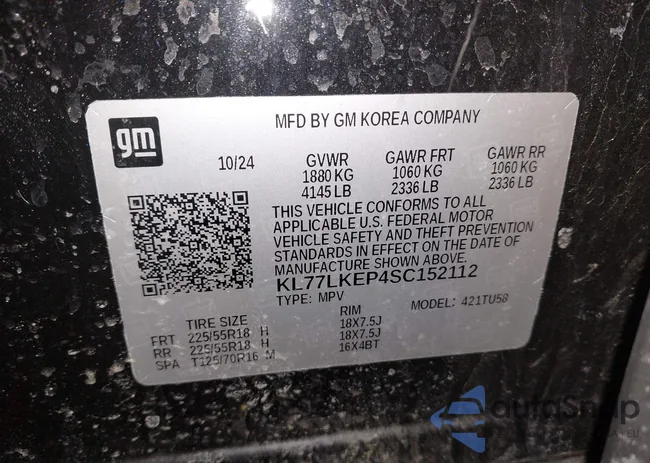 MFD BY GM KOREA COMPANY
gm
10/24 GVWR GAWR FRT GAWR RR
1880 KG 1060 KG 1060 KG
4145 LB 2336 LB 2336 LB
THIS VEHICLE CONFORMS TO ALL
APPLICABLE U.S. FEDERAL MOTOR
VEHICLE SAFETY AND THEFT PREVENTION
STANDARDS IN EFFECT ON THE DATE OF
MANUFACTURE SHOWN ABOVE.
KL77LKEP4SC152112
TYPE: MPV MODEL: 421TU58
TIRE SIZE RIM
FRT 225/55R18 H 18X7.5J
RR 225/55R18 H 18X7.5J
SPA T125/70R16 M 16X4BT
autoSnap